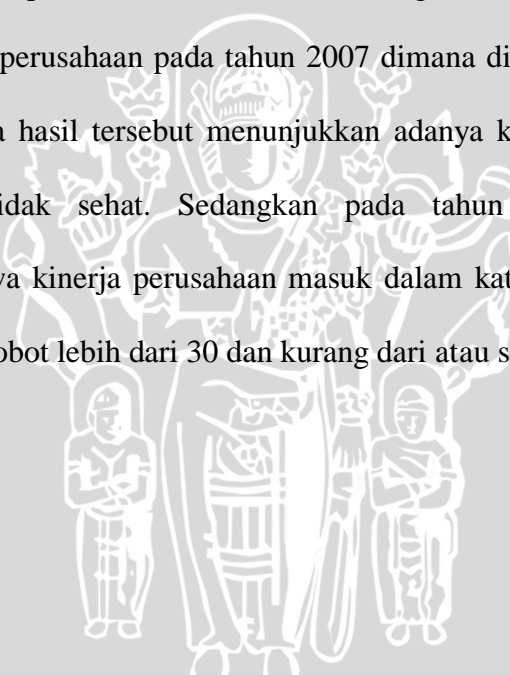 perusahaan pada tahun 2007 dimana di
hasil tersebut menunjukkan adanya k
idak sehat. Sedangkan pada tahun
va kinerja perusahaan masuk dalam kat
obot lebih dari 30 dan kurang dari atau s